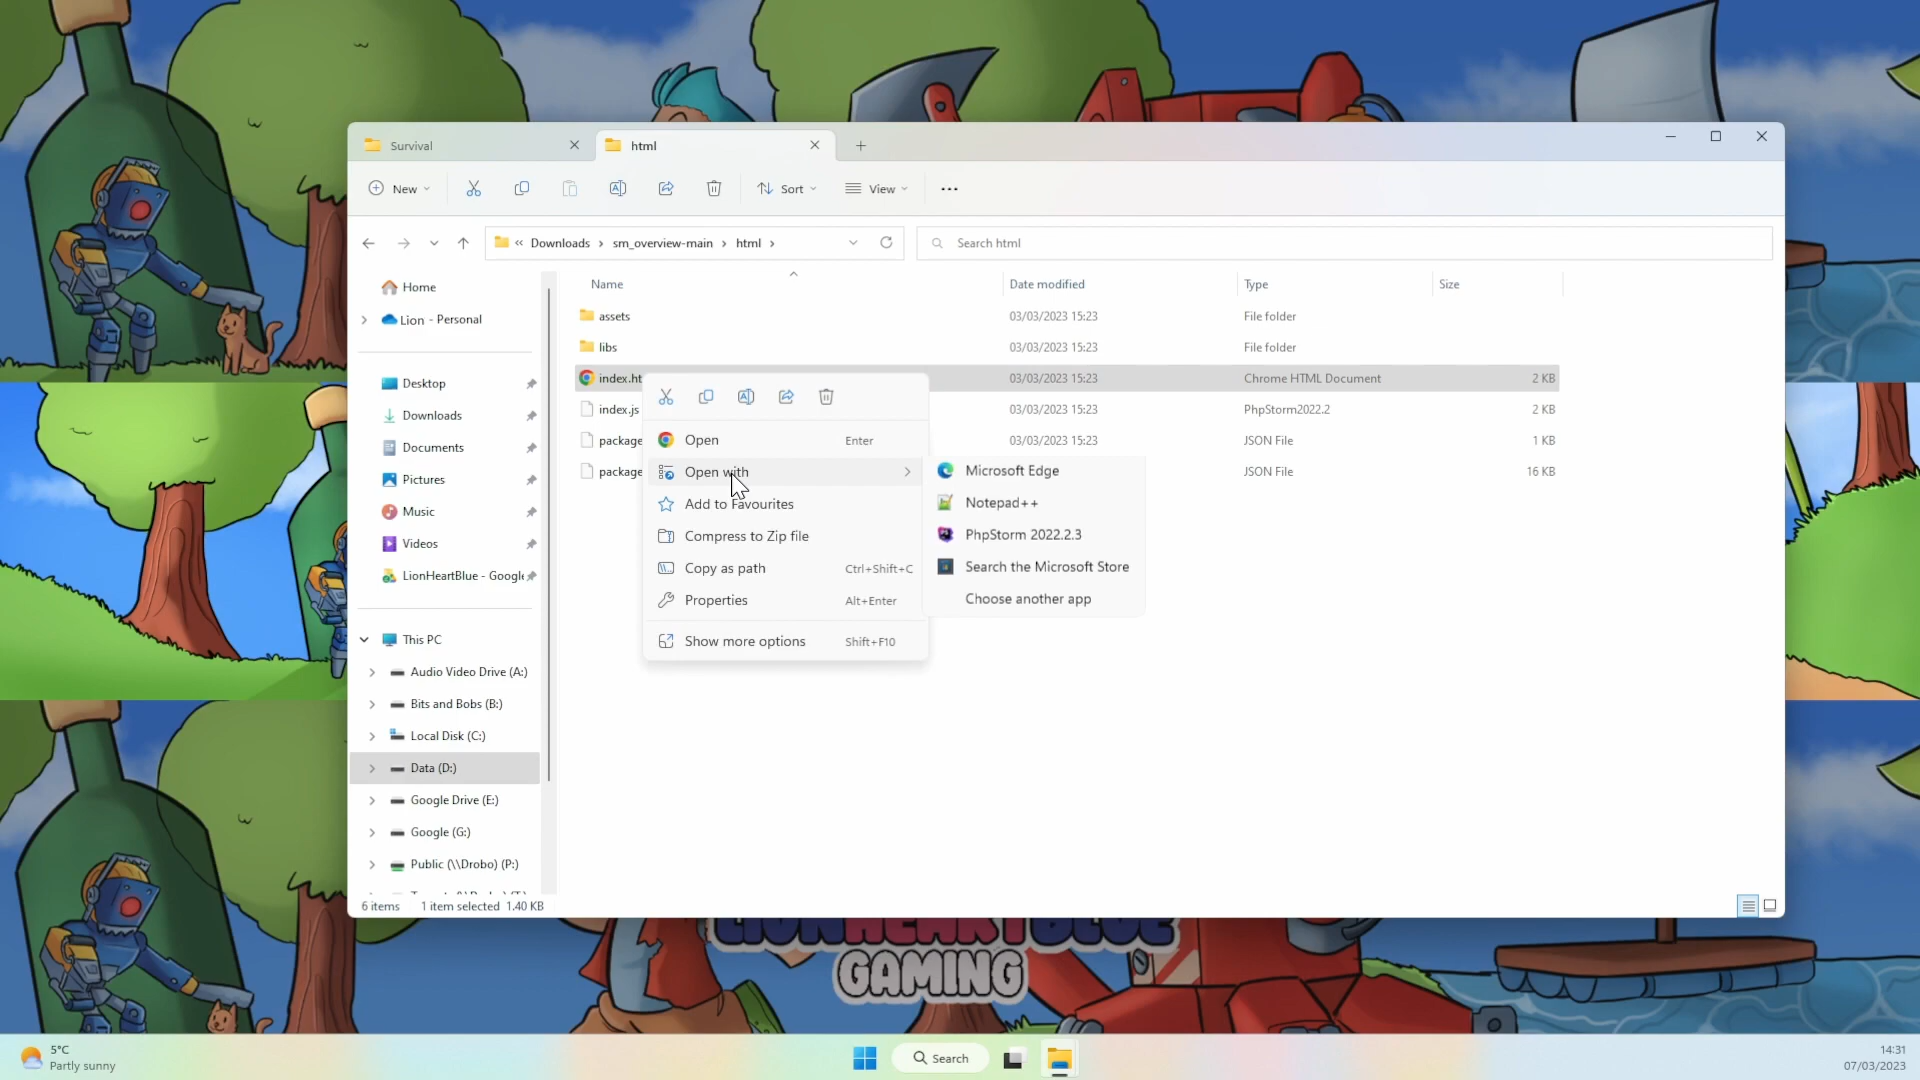 Survival
html
New
Sort
View
Downloads
sm_overview-main
html
Search html
Home
Lion - Personal
Desktop
Downloads
Documents
Pictures
Music
Videos
LionHeartBlue - Google
This PC
Audio Video Drive (A:)
Bits and Bobs (B:)
Local Disk (C:)
Data (D:)
Google Drive (E:)
Google (G:)
Public (\\Drobo) (P:)
Name Date modified Type Size
assets 03/03/2023 15:23 File folder
libs 03/03/2023 15:23 File folder
index.ht 03/03/2023 15:23 Chrome HTML Document 2 KB
index.js 03/03/2023 15:23 PhpStorm2022.2 2 KB
package 03/03/2023 15:23 JSON File 1 KB
package JSON File 16 KB
Open Enter
Open with
Add to Favourites
Compress to Zip file
Copy as path Ctrl+Shift+C
Properties Alt+Enter
Show more options Shift+F10
Microsoft Edge
Notepad++
PhpStorm 2022.2.3
Search the Microsoft Store
Choose another app
6 items 1 item selected 1.40 KB
LIONHEARTBLUE
GAMING
5°C
Partly sunny
Search
14:31
07/03/2023